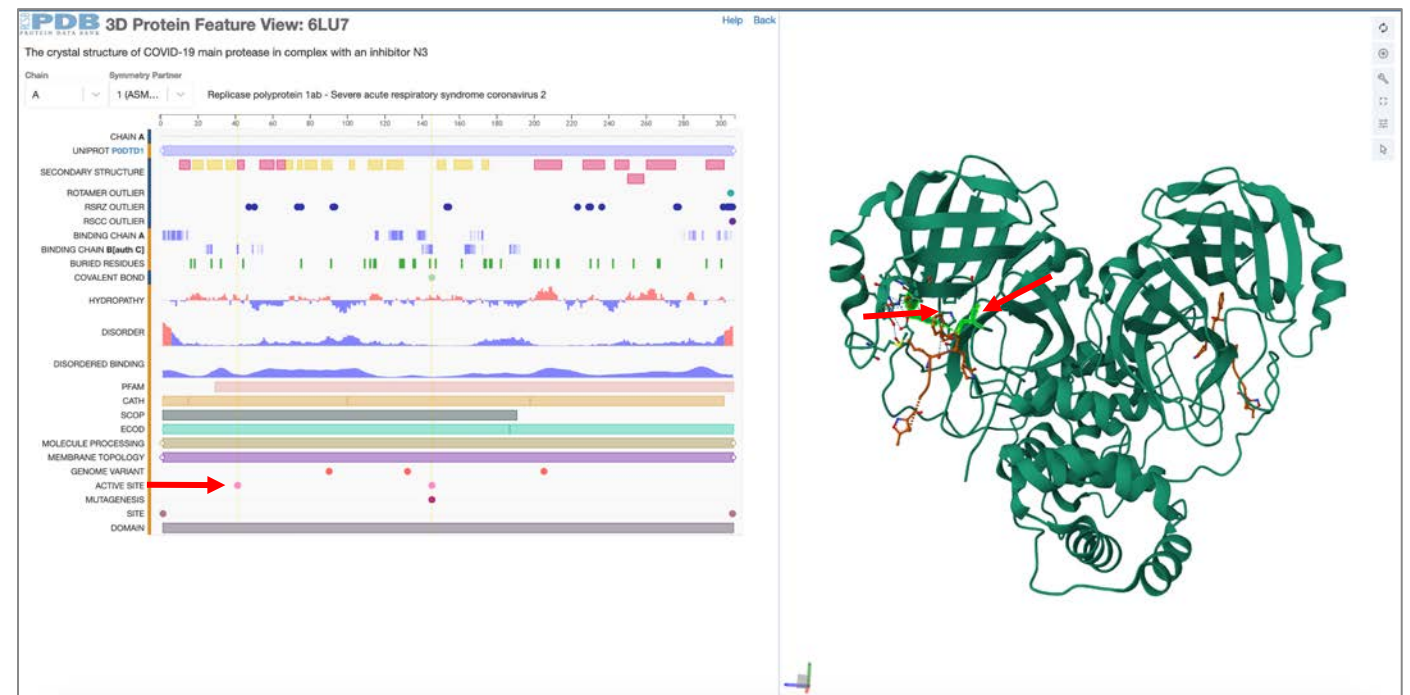 PDB 3D Protein Feature View: 6LU7
Help Back
PROTEIN DATA BANK
The crystal structure of COVID-19 main protease in complex with an inhibitor N3
Chain Symmetry Partner
A 1 (ASM... Replicase polyprotein 1ab - Severe acute respiratory syndrome coronavirus 2
0 20 40 60 80 100 120 140 160 180 200 220 240 260 280 300
CHAIN A
UNIPROT P0DTD1
SECONDARY STRUCTURE
ROTAMER OUTLIER
RSRZ OUTLIER
RSCC OUTLIER
BINDING CHAIN A
BINDING CHAIN B[auth C]
BURIED RESIDUES
COVALENT BOND
HYDROPATHY
DISORDER
DISORDERED BINDING
PFAM
CATH
SCOP
ECOD
MOLECULE PROCESSING
MEMBRANE TOPOLOGY
GENOME VARIANT
ACTIVE SITE
MUTAGENESIS
SITE
DOMAIN